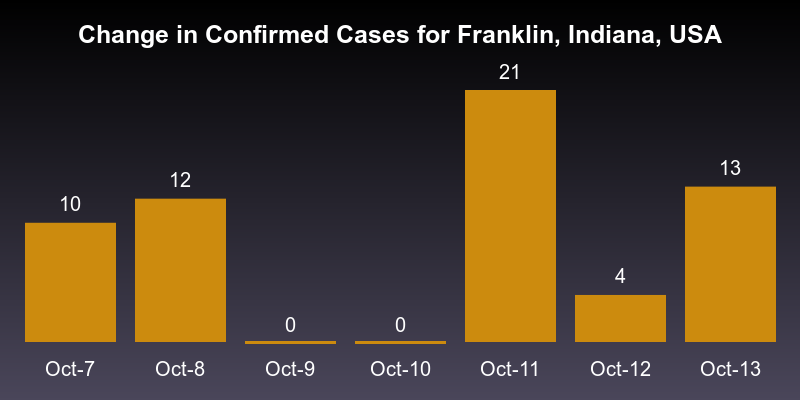 Change in Confirmed Cases for Franklin, Indiana, USA
10
12
0
0
21
4
13
Oct-7
Oct-8
Oct-9
Oct-10
Oct-11
Oct-12
Oct-13